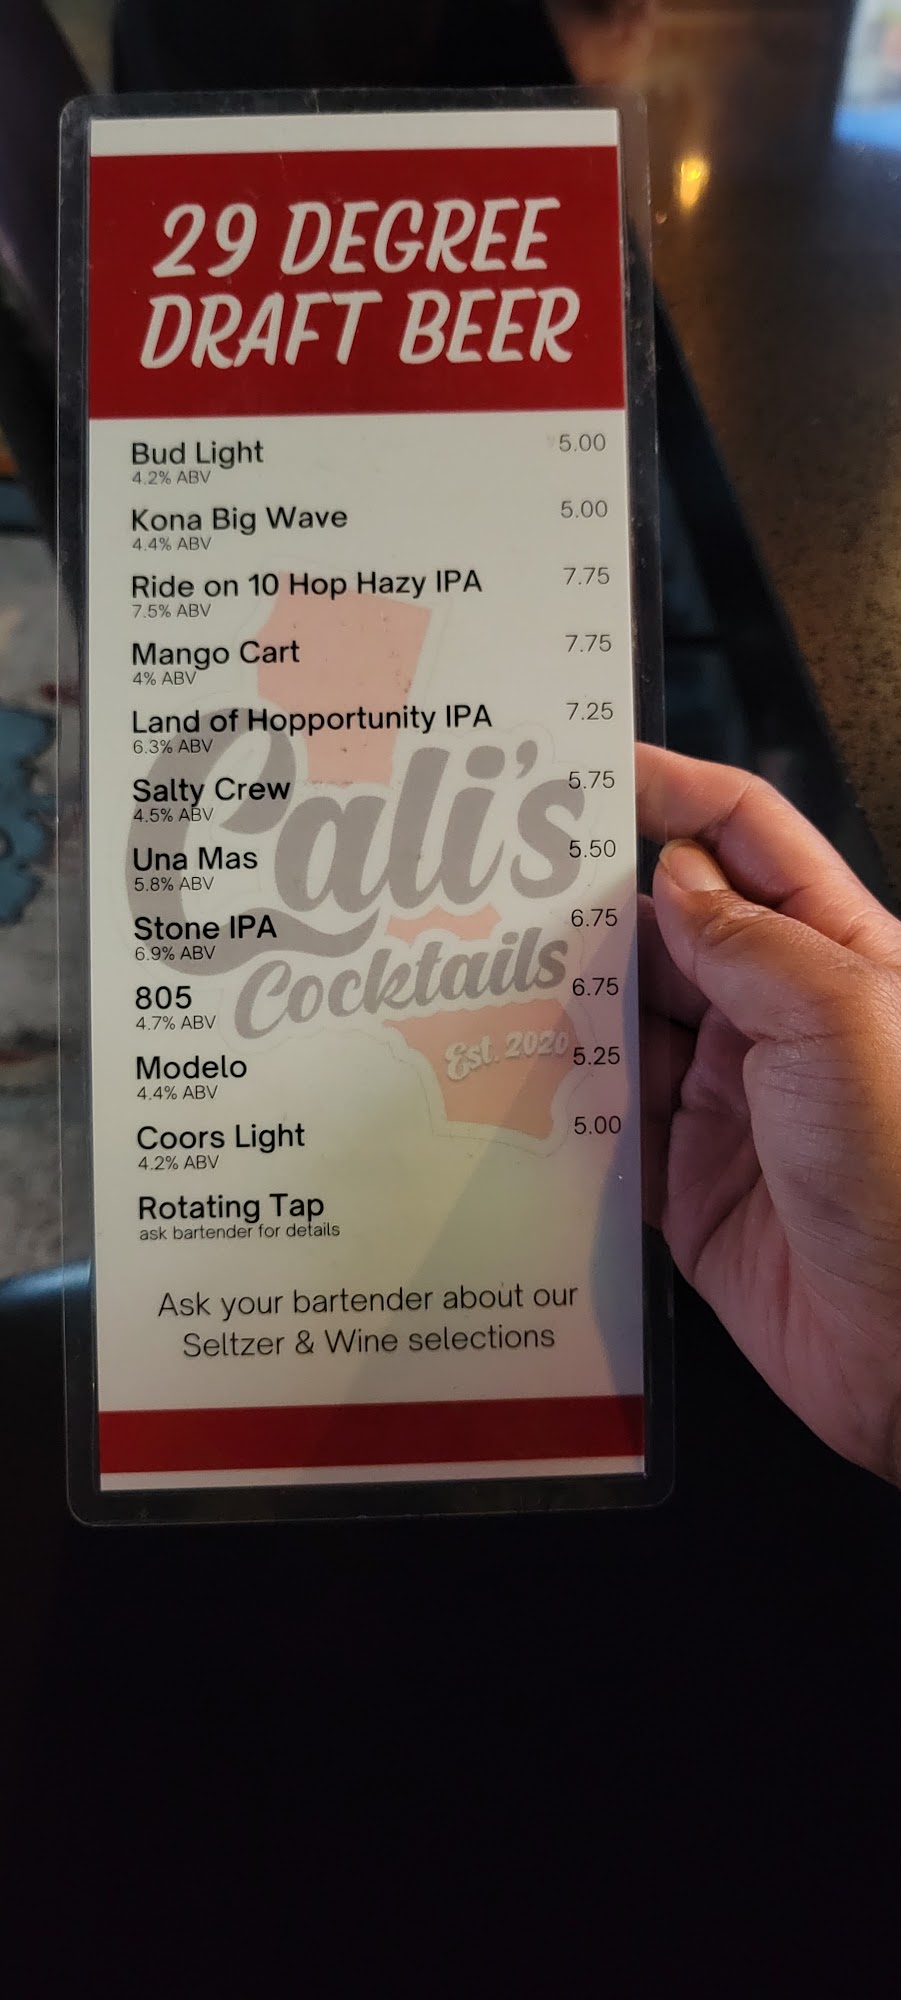 29 DEGREE
DRAFT BEER
Bud Light 5.00
4.2% ABV
Kona Big Wave 5.00
4.4% ABV
Ride on 10 Hop Hazy IPA 7.75
7.5% ABV
Mango Cart 7.75
4% ABV
Land of Hopportunity IPA 7.25
6.3% ABV
Salty Crew 5.75
4.5% ABV
Una Mas 5.50
5.8% ABV
Stone IPA 6.75
6.9% ABV
805 6.75
4.7% ABV
Modelo 5.25
4.4% ABV
Coors Light 5.00
4.2% ABV
Rotating Tap
ask bartender for details
Cali's
Cocktails
Est. 2020
Ask your bartender about our
Seltzer & Wine selections